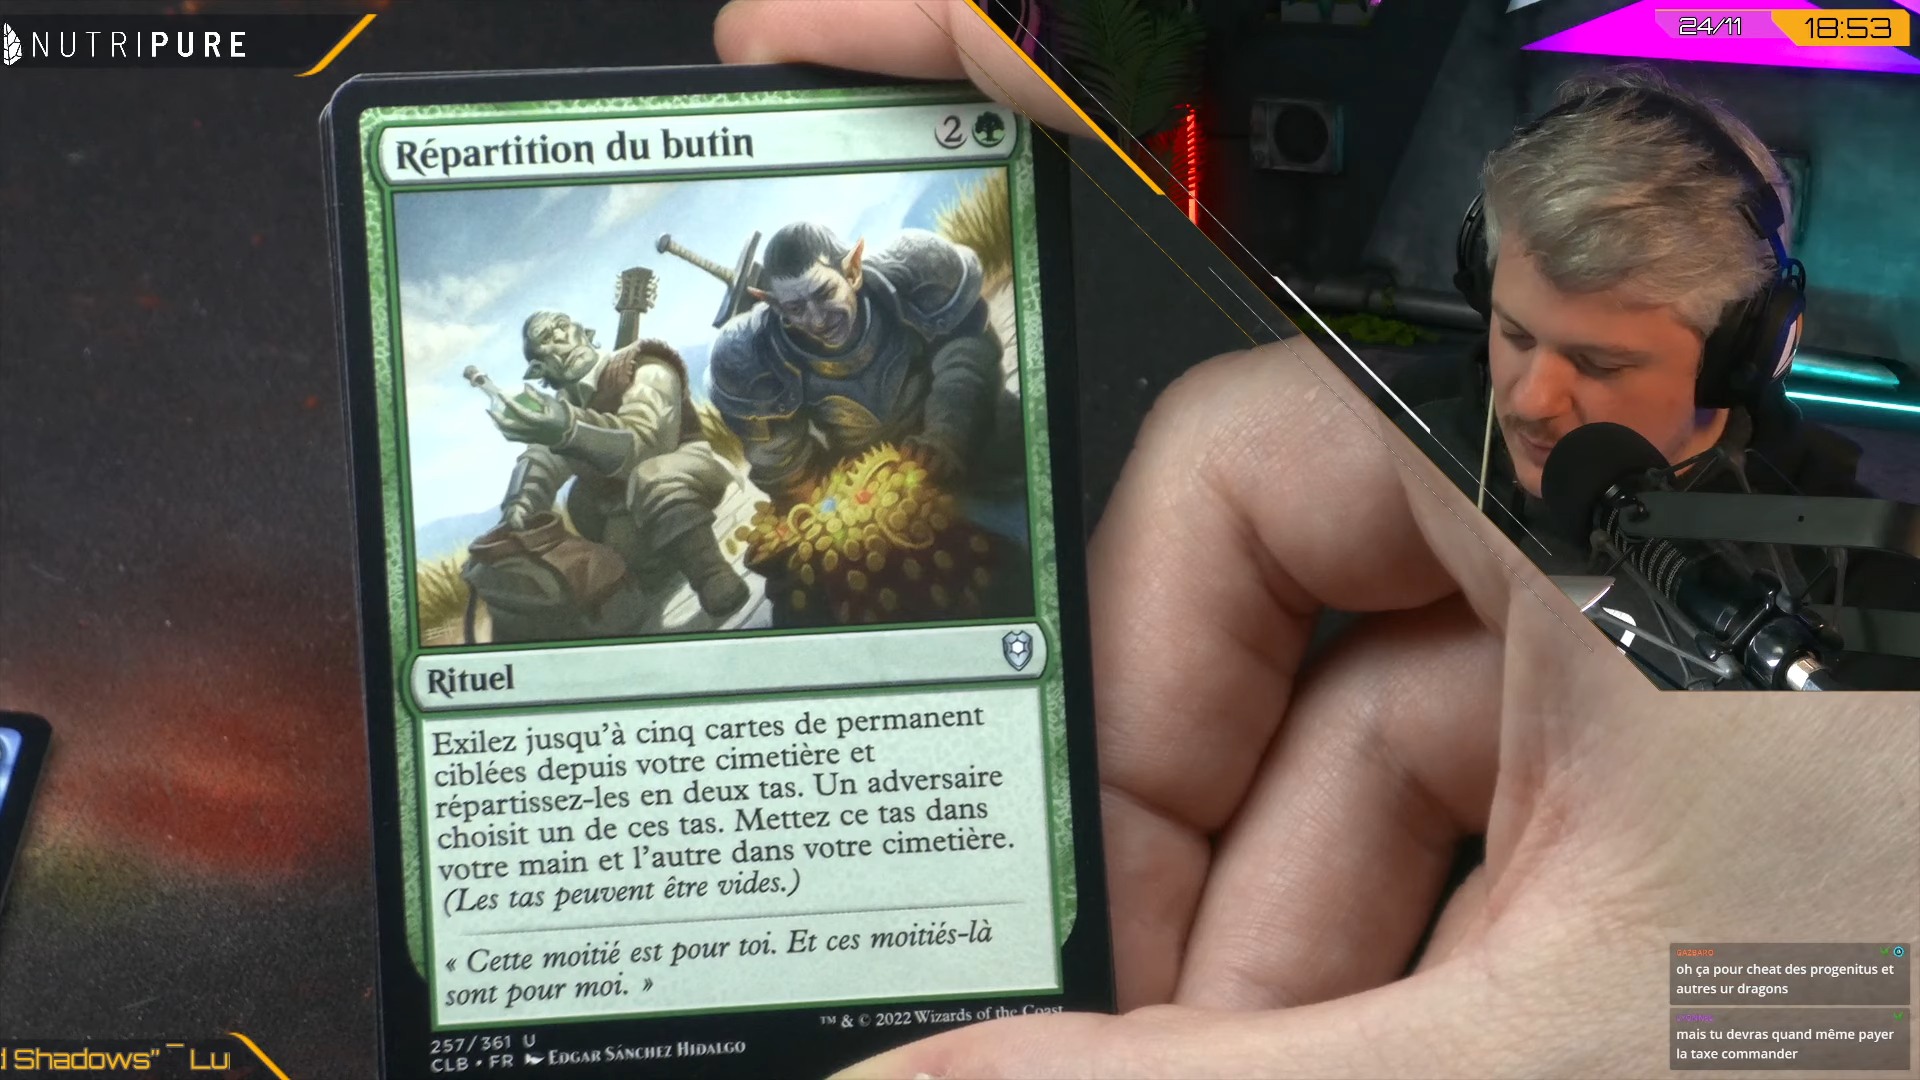 NUTRIPURE
24/11
18:53
Répartition du butin
2
Rituel
Exilez jusqu'à cinq cartes de permanent
ciblées depuis votre cimetière et
répartissez-les en deux tas. Un adversaire
choisit un de ces tas. Mettez ce tas dans
votre main et l'autre dans votre cimetière.
(Les tas peuvent être vides.)
« Cette moitié est pour toi. Et ces moitiés-là
sont pour moi. »
™ & © 2022 Wizards of the Coast
257/361 U
CLB • FR EDGAR SÁNCHEZ HIDALGO
d Shadows" ¯ Lu
oh ça pour cheat des progenitus et
autres ur dragons
mais tu devras quand même payer
la taxe commander